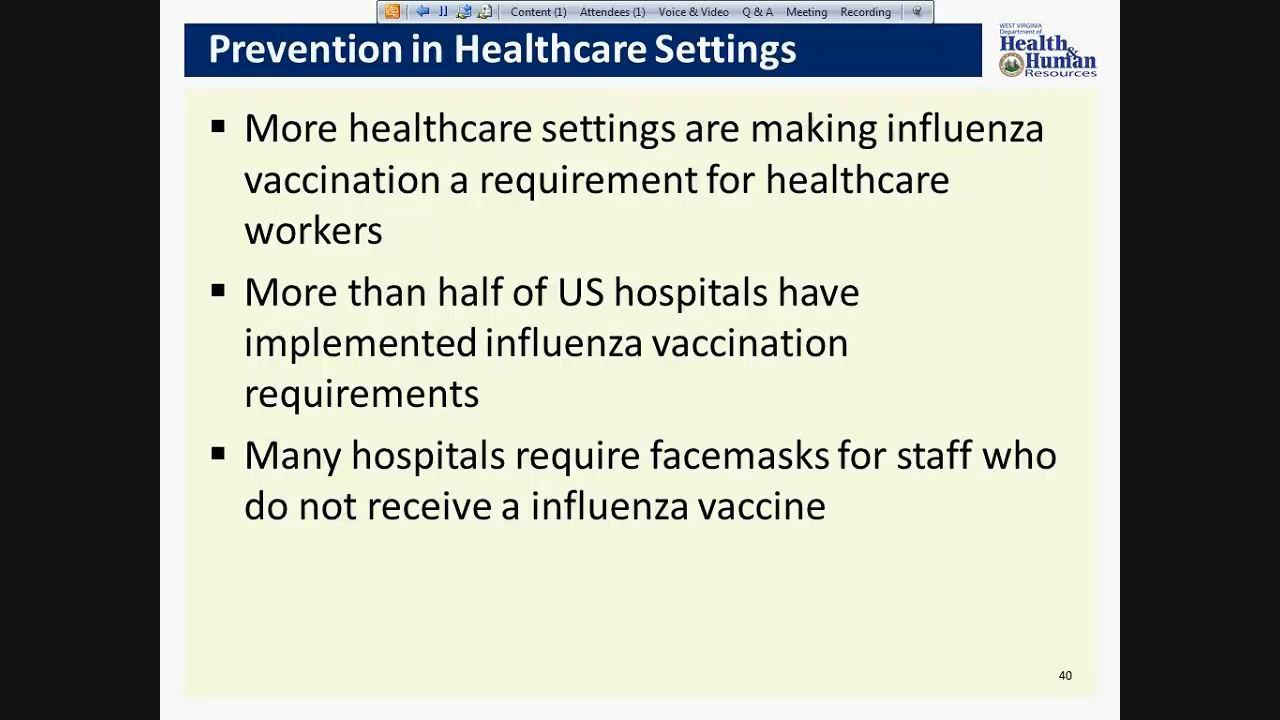 Content (1) Attendees (1) Voice & Video Q & A Meeting Recording
Prevention in Healthcare Settings
WEST VIRGINIA
Department of
Health &
Human
Resources
▪ More healthcare settings are making influenza
vaccination a requirement for healthcare
workers
▪ More than half of US hospitals have
implemented influenza vaccination
requirements
▪ Many hospitals require facemasks for staff who
do not receive a influenza vaccine
40